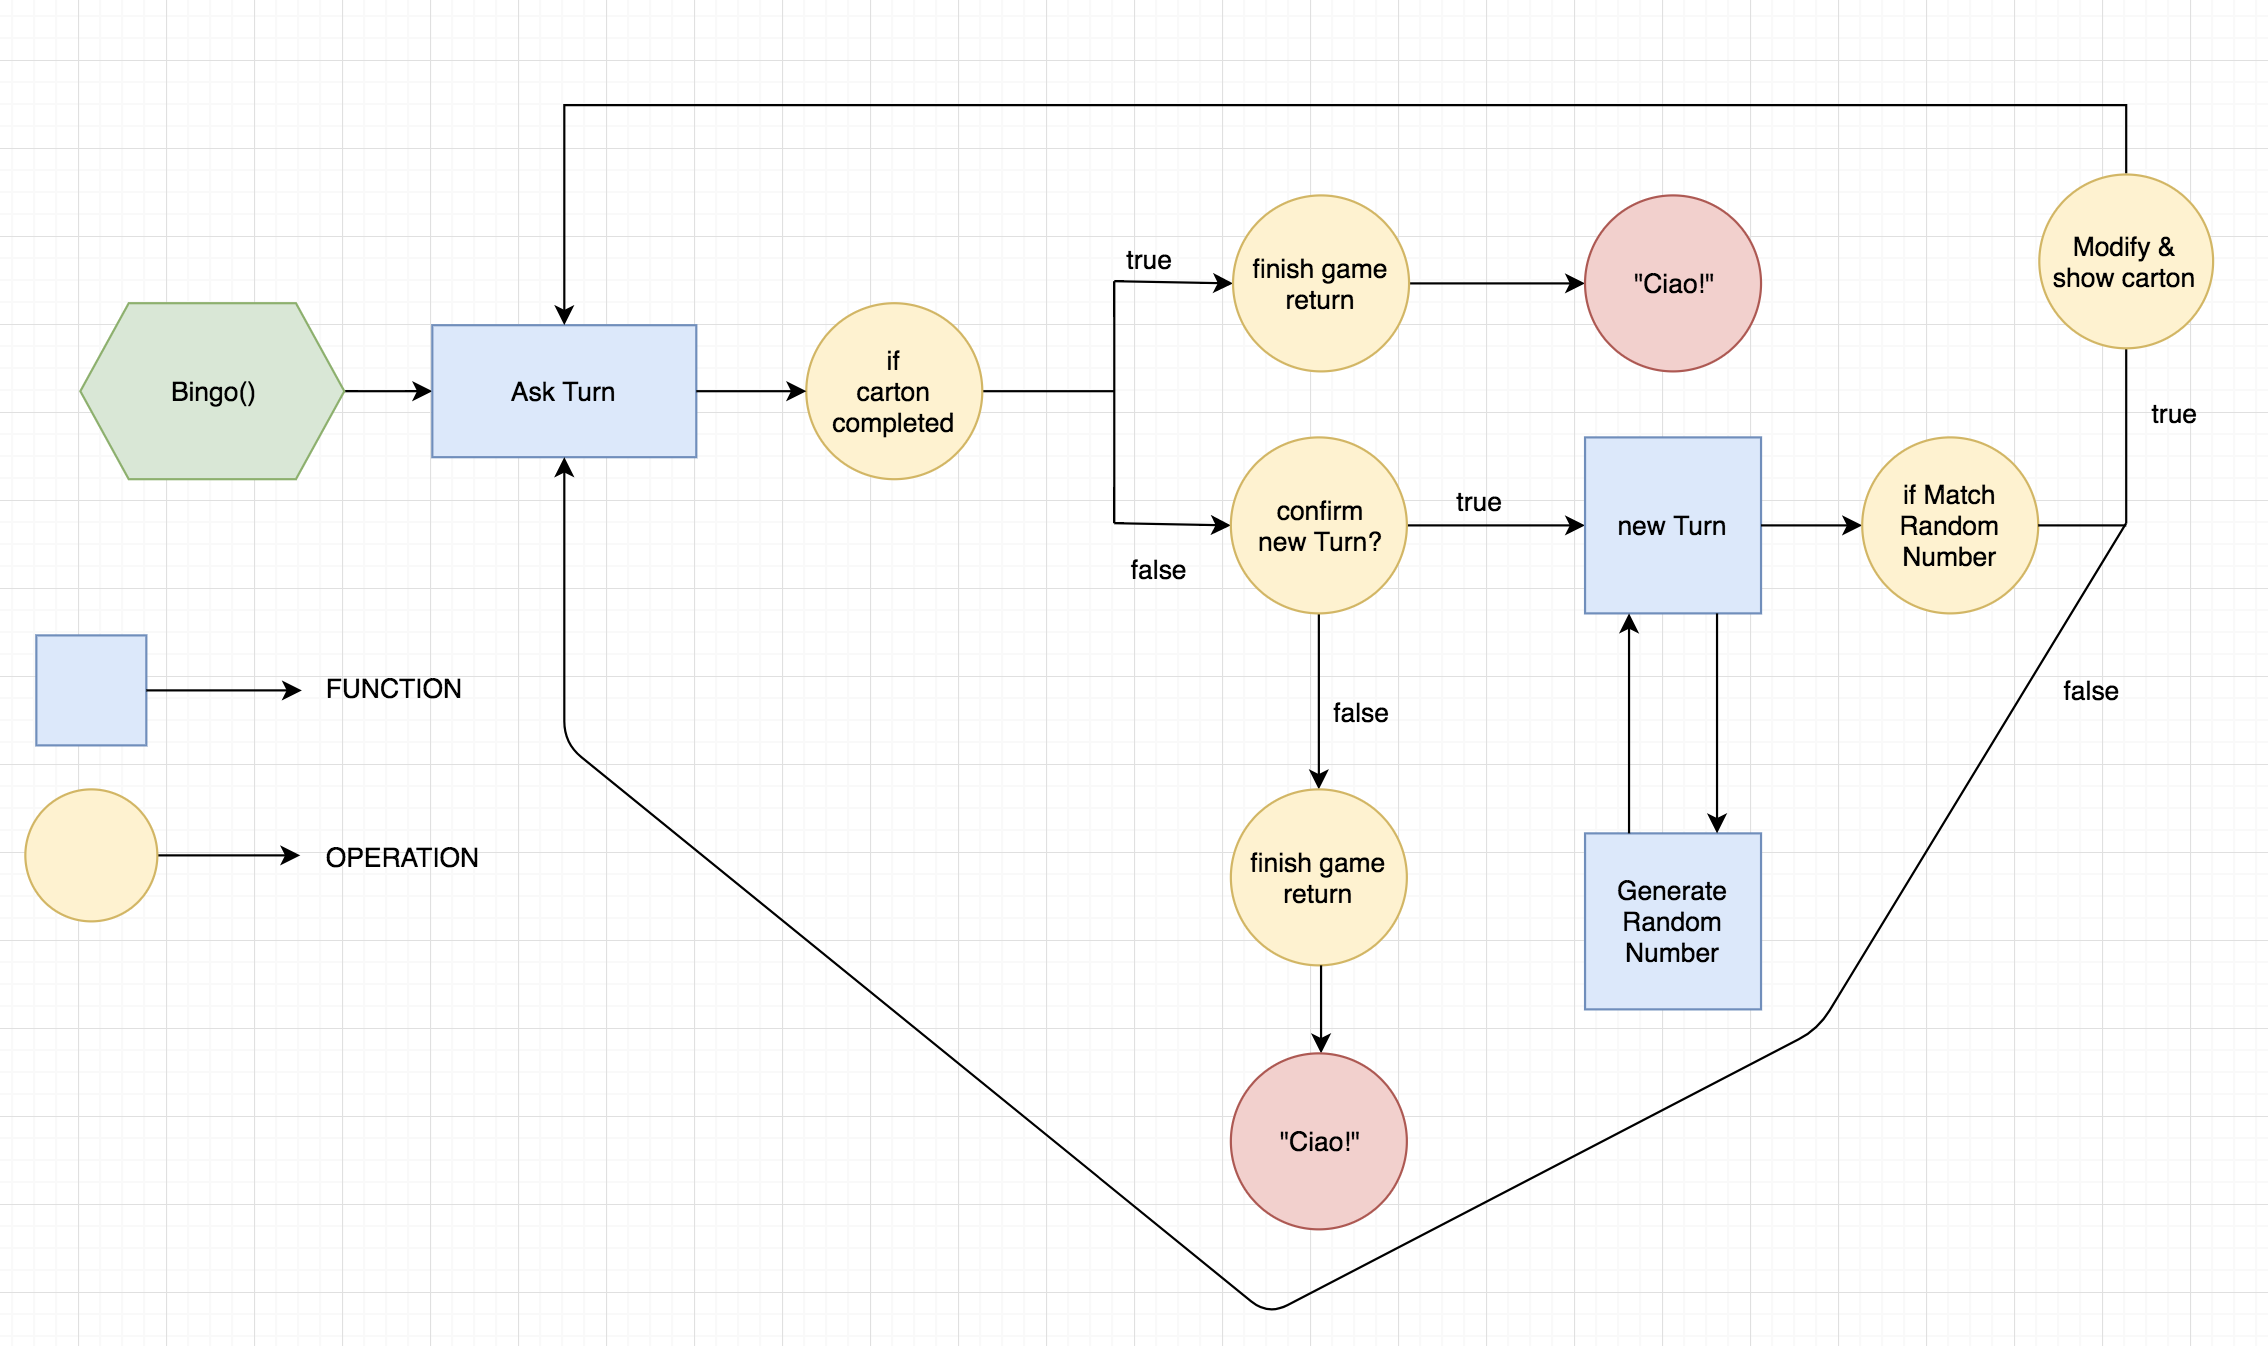 Bingo()
Ask Turn
if
carton
completed
true
false
finish game
return
"Ciao!"
confirm
new Turn?
true
new Turn
if Match
Random
Number
true
Modify &
show carton
false
false
finish game
return
"Ciao!"
Generate
Random
Number
FUNCTION
OPERATION